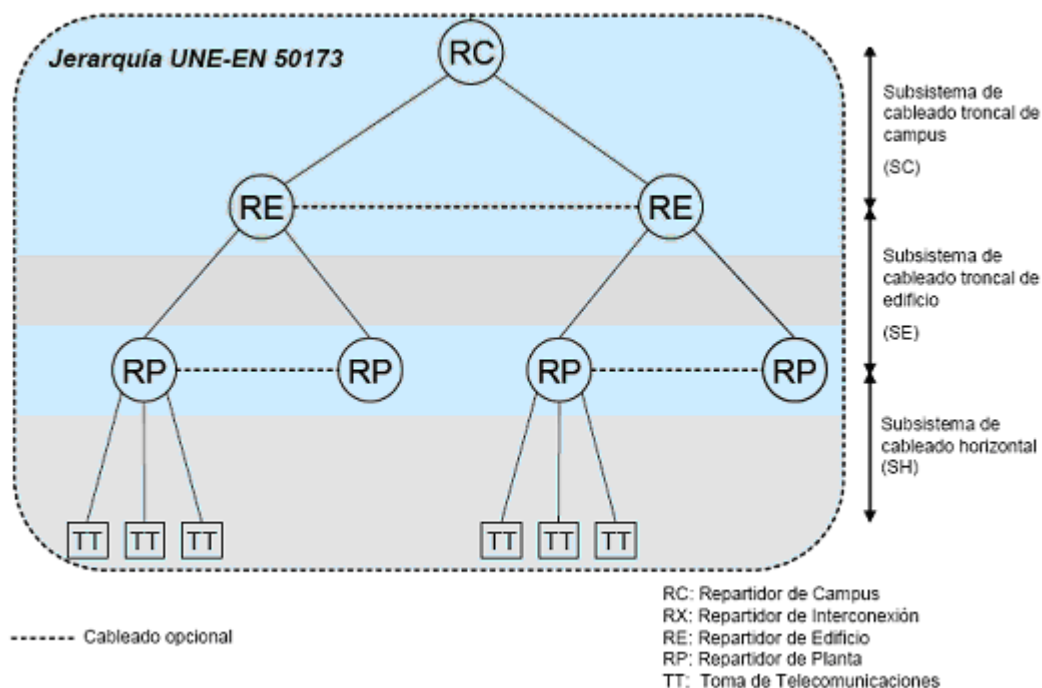 Jerarquía UNE-EN 50173
RC
Subsistema de
cableado troncal de
campus
(SC)
RE
RE
Subsistema de
cableado troncal de
edificio
(SE)
RP
RP
RP
RP
Subsistema de
cableado horizontal
(SH)
TT
TT
TT
TT
TT
TT
Cableado opcional
RC: Repartidor de Campus
RX: Repartidor de Interconexión
RE: Repartidor de Edificio
RP: Repartidor de Planta
TT: Toma de Telecomunicaciones